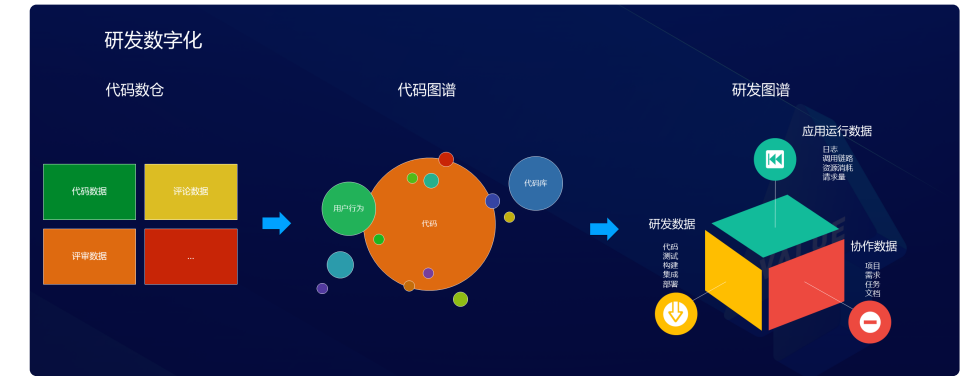 研发数字化
代码数仓
代码图谱
研发图谱
代码数据
评论数据
评审数据
...
用户行为
代码
代码库
应用运行数据
日志
调用链路
资源消耗
请求量
研发数据
代码
测试
构建
集成
部署
协作数据
项目
需求
任务
文档